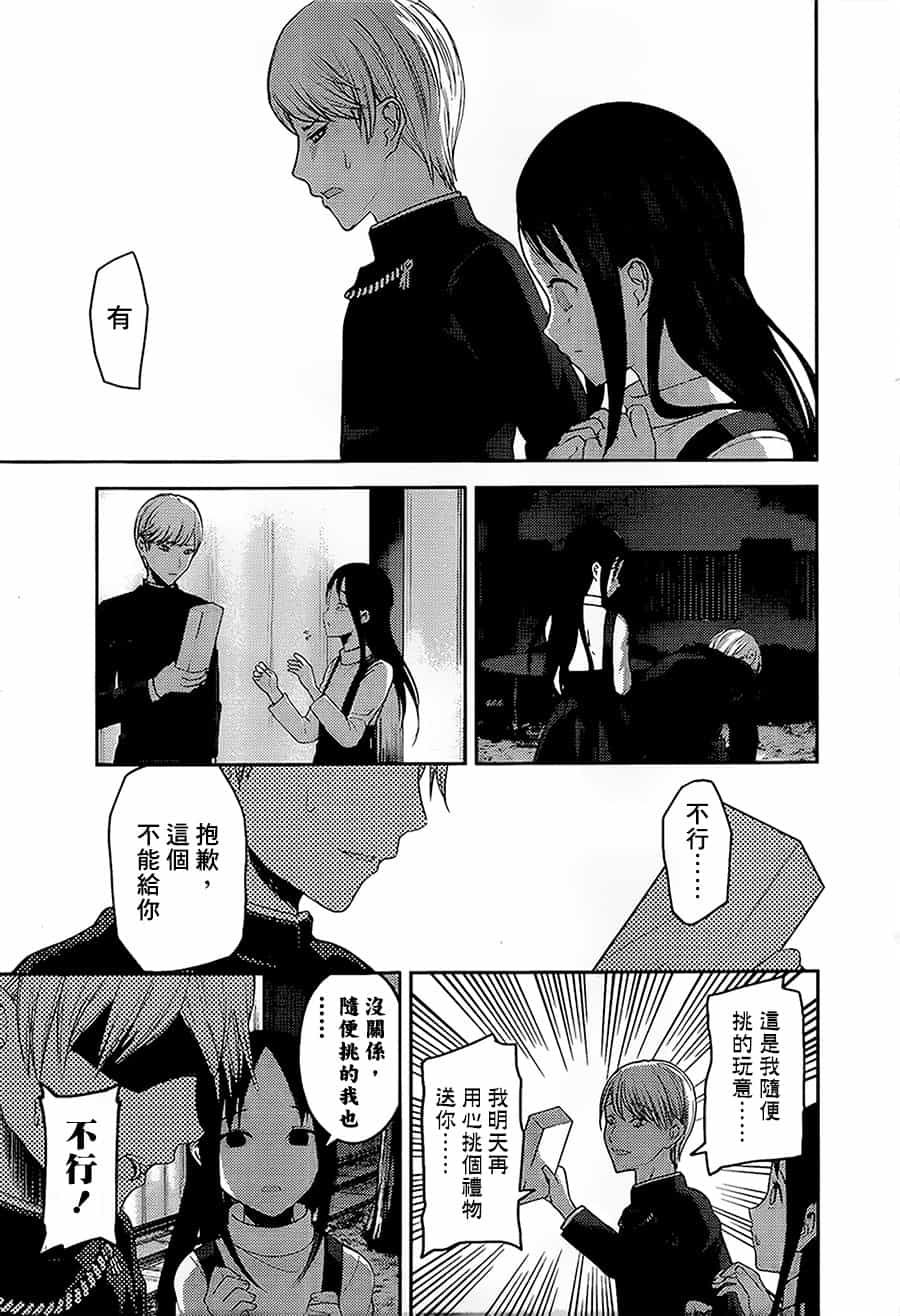 有
不行……
抱歉，
這個
不能給你
這是我隨便
挑的玩意……
我明天再
用心挑個禮物
送你……
沒關係，
隨便挑的我也
……
不行！